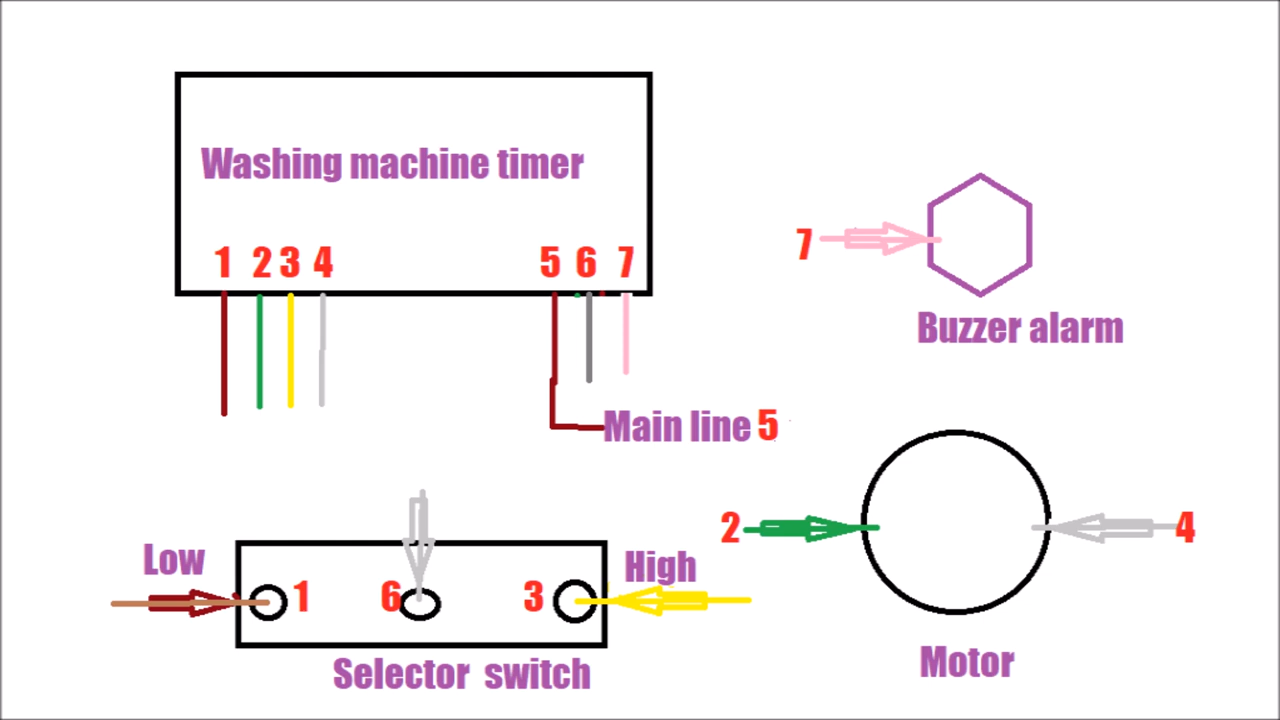 Washing machine timer
1 2 3 4 5 6 7
7
Buzzer alarm
Main line 5
2
4
Low
High
1 6 3
Selector switch
Motor